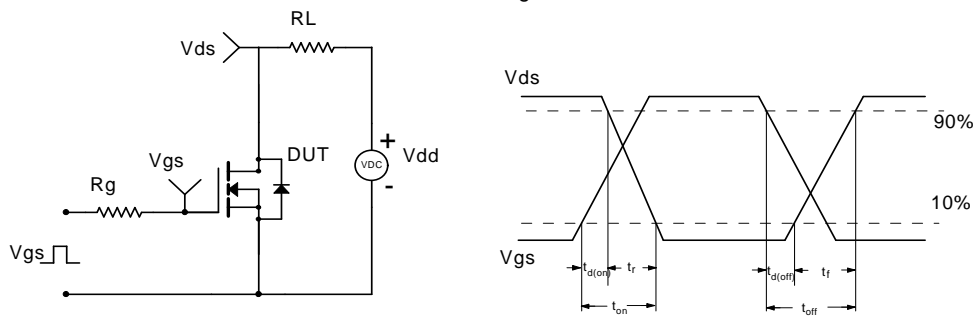 g
RL
Vds
Vds
90%
+
Vgs
DUT
VDC
Vdd
Rg
-
10%
Vgs
Vgs
td(on)
tr
td(off)
tf
ton
toff